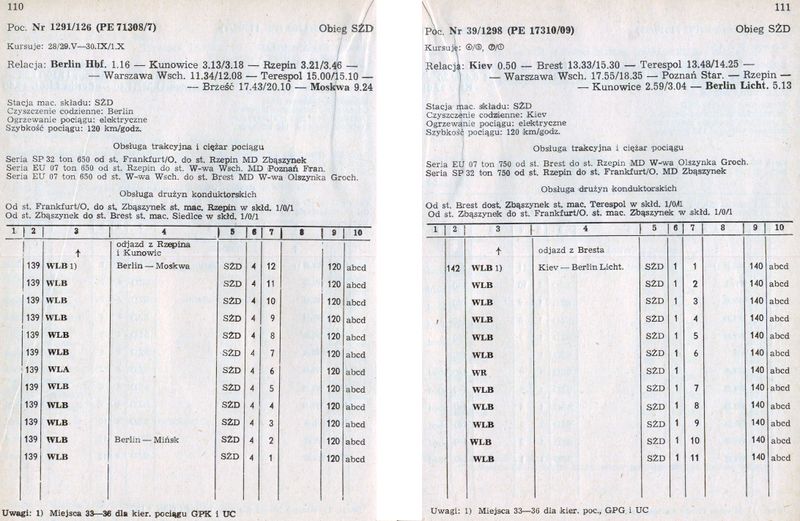 110
Poc. Nr 1291/126 (PE 71308/7) Obieg SŻD
Kursuje: 28/29.V—30.IX/1.X
Relacja: Berlin Hbf. 1.16 — Kunowice 3.13/3.18 — Rzepin 3.21/3.46 —
— Warszawa Wsch. 11.34/12.08 — Terespol 15.00/15.10 —
— Brześć 17.43/20.10 — Moskwa 9.24
Stacja mac. składu: SŻD
Czyszczenie codzienne: Berlin
Ogrzewanie pociągu: elektryczne
Szybkość pociągu: 120 km/godz.
Obsługa trakcyjna i ciężar pociągu
Seria SP 32 ton 650 od st. Frankfurt/O, do st. Rzepin MD Zbąszynek
Seria EU 07 ton 650 od st. Rzepin do st. W-wa Wsch. MD Poznań Fran.
Seria EU 07 ton 650 od st. W-wa Wsch. do st. Brest MD W-wa Olszynka Groch.
Obsługa drużyn konduktorskich
Od st. Frankfurt/O, do st. Zbąszynek st. mac. Rzepin w skłd. 1/0/1
Od st. Zbąszynek do st. Brest st. mac. Siedlce w skłd. 1/0/1
1 2 3 4 5 6 7 8 9 10
↑ odjazd z Rzepina
i Kunowic
139 WLB 1) Berlin — Moskwa SŻD 4 12 120 abcd
139 WLB SŻD 4 11 120 abcd
139 WLB SŻD 4 10 120 abcd
139 WLB SŻD 4 9 120 abcd
139 WLB SŻD 4 8 120 abcd
139 WLB SŻD 4 7 120 abcd
139 WLA SŻD 4 6 120 abcd
139 WLB SŻD 4 5 120 abcd
139 WLB SŻD 4 4 120 abcd
139 WLB SŻD 4 3 120 abcd
139 WLB Berlin — Mińsk SŻD 4 2 120 abcd
139 WLB SŻD 4 1 120 abcd
Uwagi: 1) Miejsca 33—36 dla kier. pociągu GPK i UC
111
Poc. Nr 39/1298 (PE 17310/09) Obieg SŻD
Kursuje:
Relacja: Kiev 0.50 — Brest 13.33/15.30 — Terespol 13.48/14.25 —
— Warszawa Wsch. 17.55/18.35 — Poznań Star. — Rzepin —
— Kunowice 2.59/3.04 — Berlin Licht. 5.13
Stacja mac. składu: SŻD
Czyszczenie codzienne: Kiev
Ogrzewanie pociągu: elektryczne
Szybkość pociągu: 120 km/godz.
Obsługa trakcyjna i ciężar pociągu
Seria EU 07 ton 750 od st. Brest do st. Rzepin MD W-wa Olszynka Groch.
Seria SP 32 ton 750 od st. Rzepin do st. Frankfurt/O. MD Zbąszynek
Obsługa drużyn konduktorskich
Od st. Brest dost. Zbąszynek st. mac. Terespol w skłd. 1/0/1
Od st. Zbąszynek do st. Frankfurt/O. st. mac. Zbąszynek w skłd. 1/0/1
1 2 3 4 5 6 7 8 9 10
↑ odjazd z Bresta
142 WLB 1) Kiev — Berlin Licht. SŻD 1 1 140 abcd
WLB SŻD 1 2 140 abcd
WLB SŻD 1 3 140 abcd
WLB SŻD 1 4 140 abcd
WLB SŻD 1 5 140 abcd
WLB SŻD 1 6 140 abcd
WR SŻD 1 140 abcd
WLB SŻD 1 7 140 abcd
WLB SŻD 1 8 140 abcd
WLB SŻD 1 9 140 abcd
WLB SŻD 1 10 140 abcd
WLB SŻD 1 11 140 abcd
Uwagi: 1) Miejsca 33—36 dla kier. poc., GPG i UC